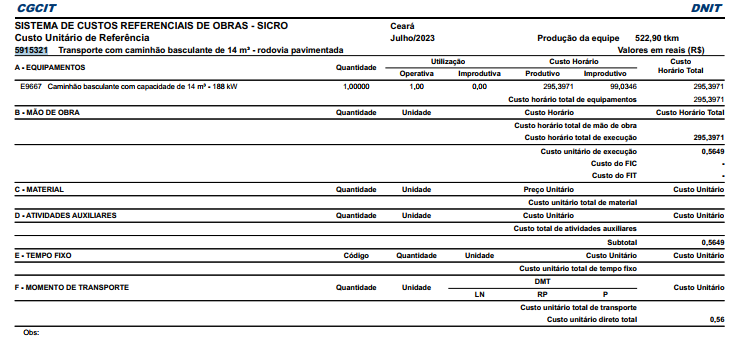 CGCIT DNIT
SISTEMA DE CUSTOS REFERENCIAIS DE OBRAS - SICRO Ceará
Custo Unitário de Referência Julho/2023 Produção da equipe 522,90 tkm
5915321 Transporte com caminhão basculante de 14 m³ - rodovia pavimentada Valores em reais (R$)
A - EQUIPAMENTOS Quantidade Utilização Custo Horário Custo
Operativa Improdutiva Produtivo Improdutivo Horário Total
E9667 Caminhão basculante com capacidade de 14 m³ - 188 kW 1,00000 1,00 0,00 295,3971 99,0346 295,3971
Custo horário total de equipamentos 295,3971
B - MÃO DE OBRA Quantidade Unidade Custo Horário Custo Horário Total
Custo horário total de mão de obra
Custo horário total de execução 295,3971
Custo unitário de execução 0,5649
Custo do FIC -
Custo do FIT -
C - MATERIAL Quantidade Unidade Preço Unitário Custo Unitário
Custo unitário total de material
D - ATIVIDADES AUXILIARES Quantidade Unidade Custo Unitário Custo Unitário
Custo total de atividades auxiliares
Subtotal 0,5649
E - TEMPO FIXO Código Quantidade Unidade Custo Unitário Custo Unitário
Custo unitário total de tempo fixo
F - MOMENTO DE TRANSPORTE Quantidade Unidade DMT Custo Unitário
LN RP P
Custo unitário total de transporte
Custo unitário direto total 0,56
Obs: